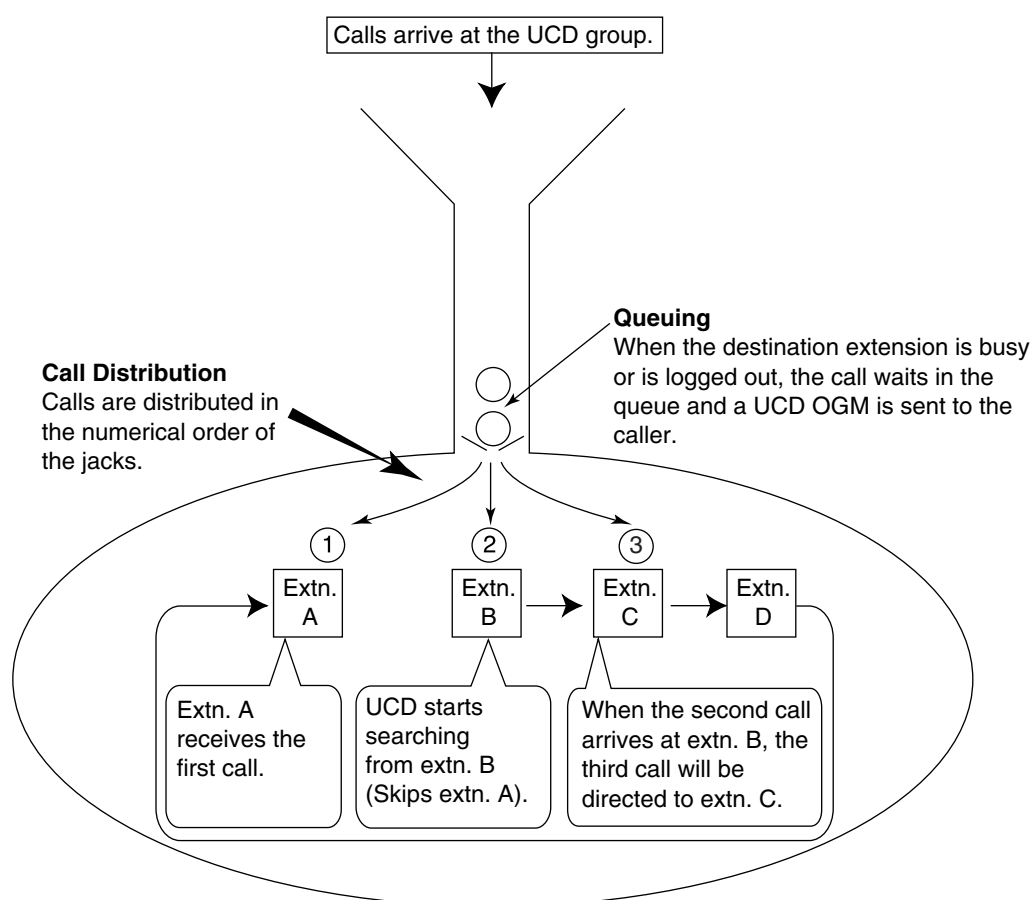 Calls arrive at the UCD group.
Queuing
When the destination extension is busy
or is logged out, the call waits in the
queue and a UCD OGM is sent to the
caller.
Call Distribution
Calls are distributed in
the numerical order of
the jacks.
1
2
3
Extn.
A
Extn.
B
Extn.
C
Extn.
D
Extn. A
receives the
first call.
UCD starts
searching
from extn. B
(Skips extn. A).
When the second call
arrives at extn. B, the
third call will be
directed to extn. C.